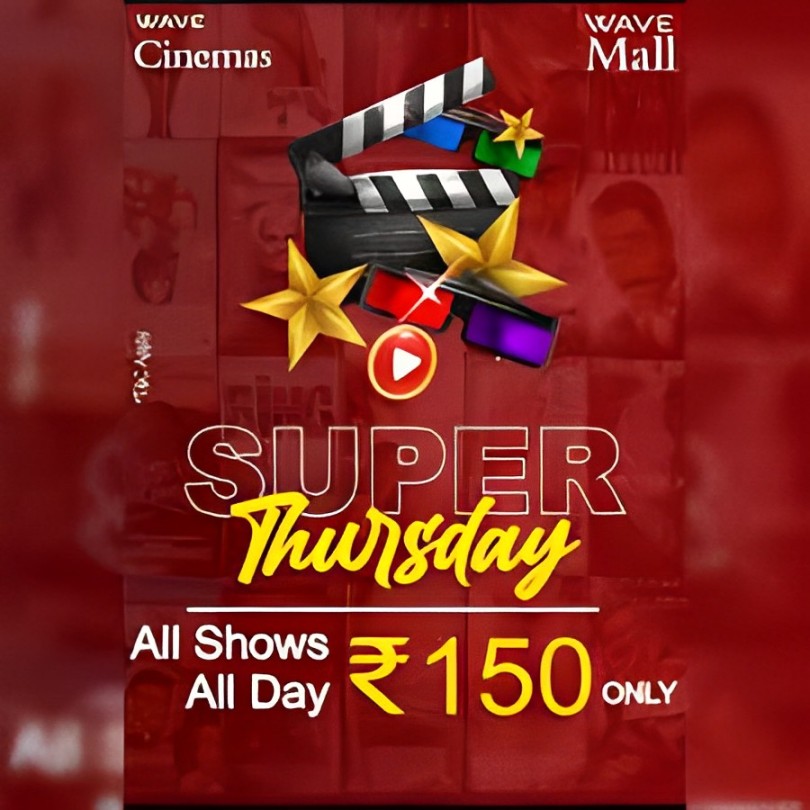 WAVE
Cinemas
WAVE
Mall
SUPER
Thursday
All Shows
All Day
₹150 ONLY